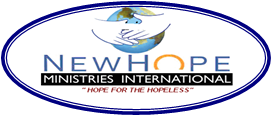 NEWHOPE
MINISTRIES INTERNATIONAL
"HOPE FOR THE HOPELESS"